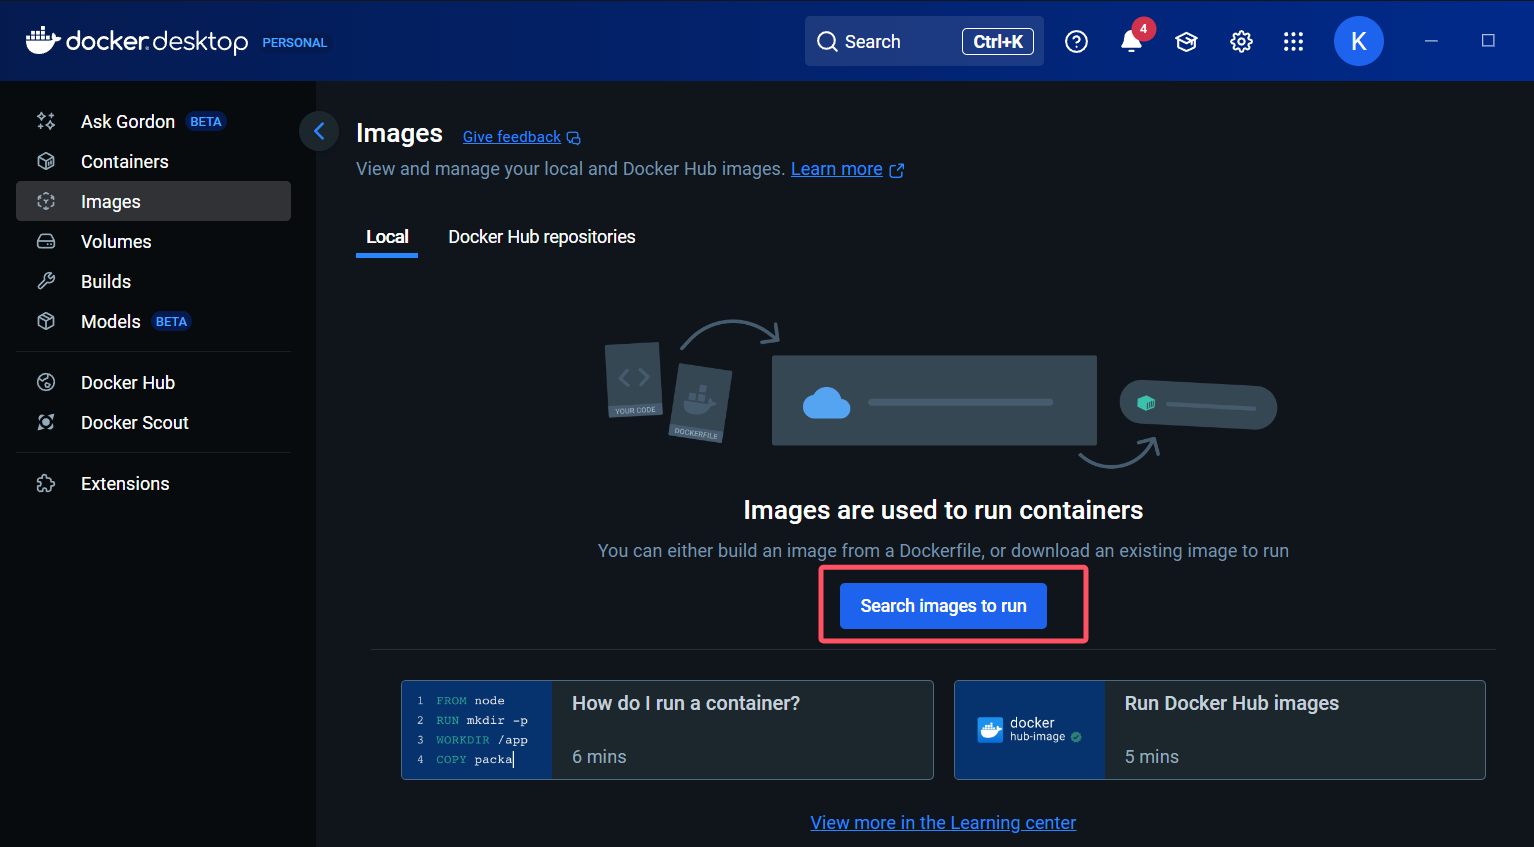 docker desktop PERSONAL
Search Ctrl+K
4
K
Ask Gordon BETA
Containers
Images
Volumes
Builds
Models BETA
Docker Hub
Docker Scout
Extensions
Images Give feedback
View and manage your local and Docker Hub images. Learn more
Local Docker Hub repositories
YOUR CODE
DOCKERFILE
Images are used to run containers
You can either build an image from a Dockerfile, or download an existing image to run
Search images to run
1 FROM node
2 RUN mkdir -p
3 WORKDIR /app
4 COPY packa
How do I run a container?
6 mins
docker
hub-image
Run Docker Hub images
5 mins
View more in the Learning center